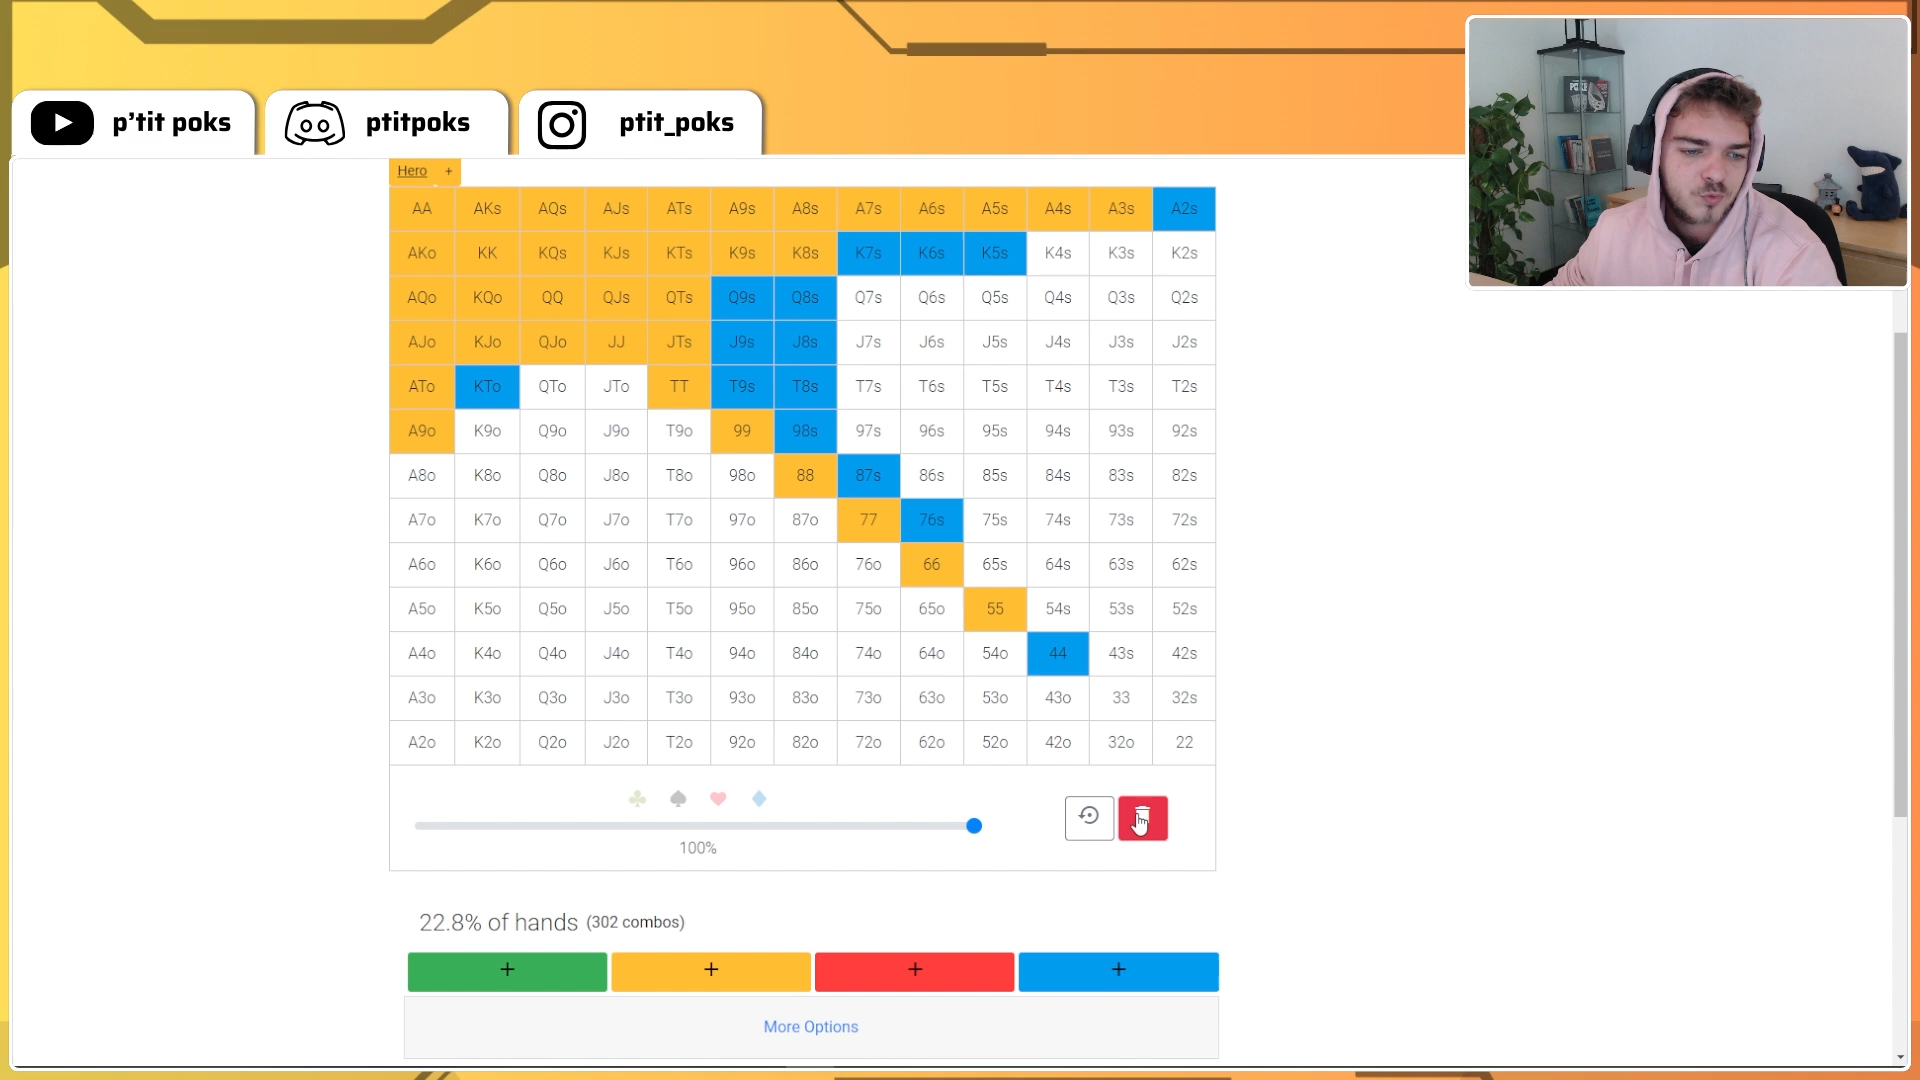 p'tit poks
ptitpoks
ptit_poks
Hero +
AA AKs AQs AJs ATs A9s A8s A7s A6s A5s A4s A3s A2s
AKo KK KQs KJs KTs K9s K8s K7s K6s K5s K4s K3s K2s
AQo KQo QQ QJs QTs Q9s Q8s Q7s Q6s Q5s Q4s Q3s Q2s
AJo KJo QJo JJ JTs J9s J8s J7s J6s J5s J4s J3s J2s
ATo KTo QTo JTo TT T9s T8s T7s T6s T5s T4s T3s T2s
A9o K9o Q9o J9o T9o 99 98s 97s 96s 95s 94s 93s 92s
A8o K8o Q8o J8o T8o 98o 88 87s 86s 85s 84s 83s 82s
A7o K7o Q7o J7o T7o 97o 87o 77 76s 75s 74s 73s 72s
A6o K6o Q6o J6o T6o 96o 86o 76o 66 65s 64s 63s 62s
A5o K5o Q5o J5o T5o 95o 85o 75o 65o 55 54s 53s 52s
A4o K4o Q4o J4o T4o 94o 84o 74o 64o 54o 44 43s 42s
A3o K3o Q3o J3o T3o 93o 83o 73o 63o 53o 43o 33 32s
A2o K2o Q2o J2o T2o 92o 82o 72o 62o 52o 42o 32o 22
100%
22.8% of hands (302 combos)
+ + + +
More Options